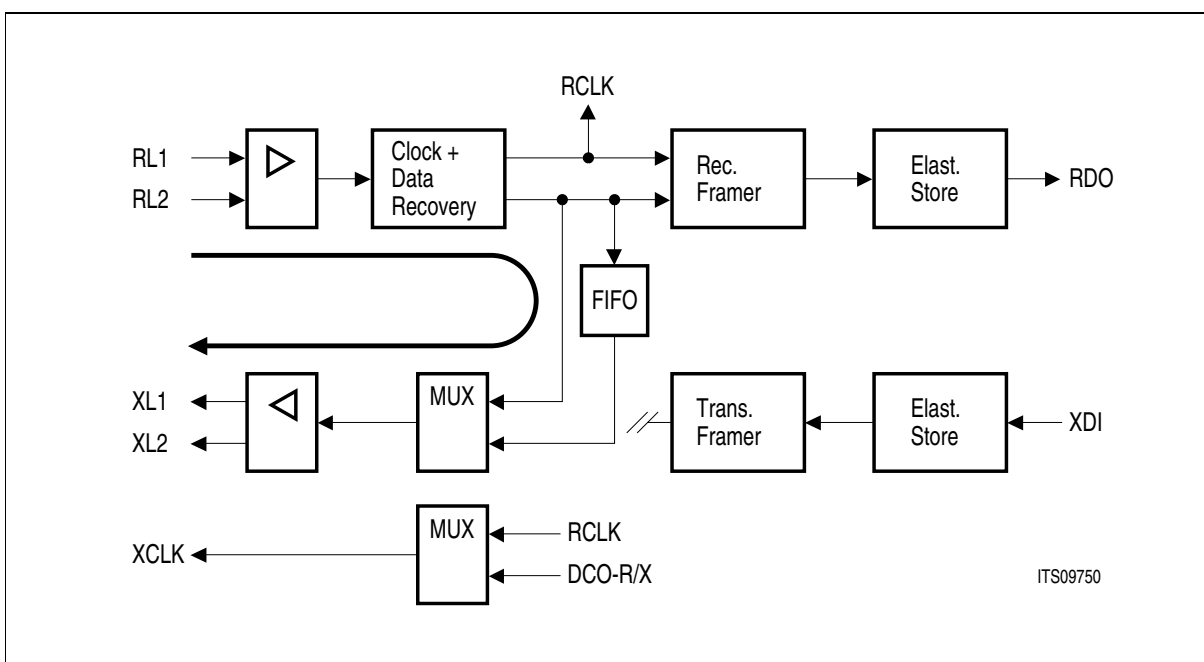 RCLK
RL1
RL2
Clock +
Data
Recovery
Rec.
Framer
Elast.
Store
RDO
FIFO
XL1
XL2
MUX
Trans.
Framer
Elast.
Store
XDI
XCLK
MUX
RCLK
DCO-R/X
ITS09750